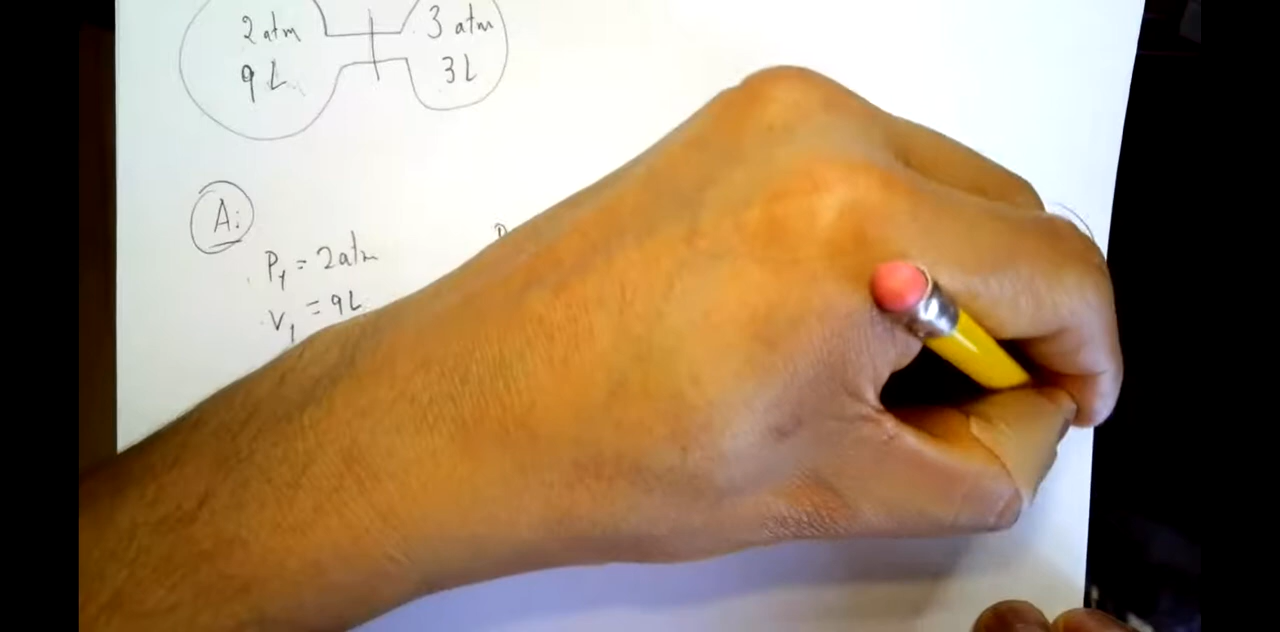 2 atm
9 L
3 atm
3 L
A:
P₁ = 2 atm
V₁ = 9 L